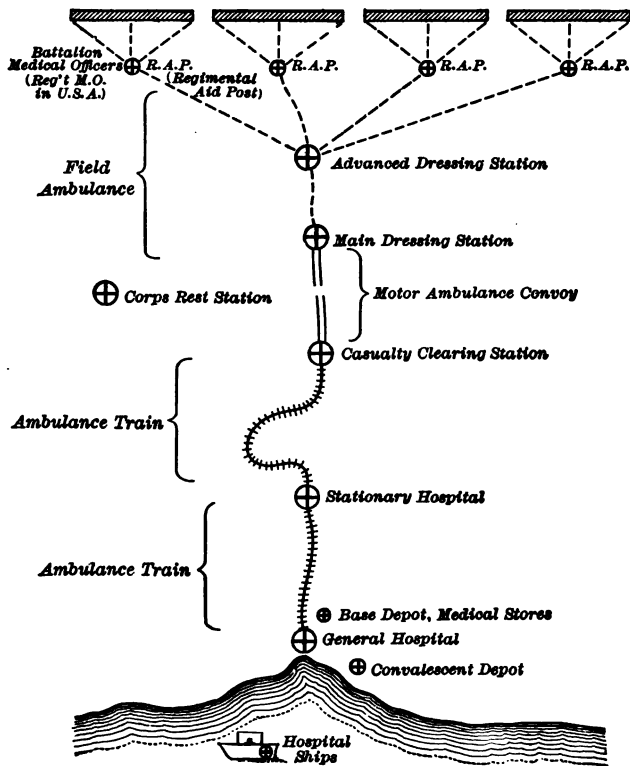 Battalion
Medical Officers
(Reg't M.O.
in U.S.A.)
R.A.P.
(Regimental
Aid Post)
R.A.P.
R.A.P.
R.A.P.
Advanced Dressing Station
Field
Ambulance
Main Dressing Station
Corps Rest Station
Motor Ambulance Convoy
Casualty Clearing Station
Ambulance Train
Stationary Hospital
Ambulance Train
Base Depot, Medical Stores
General Hospital
Convalescent Depot
Hospital
Ships